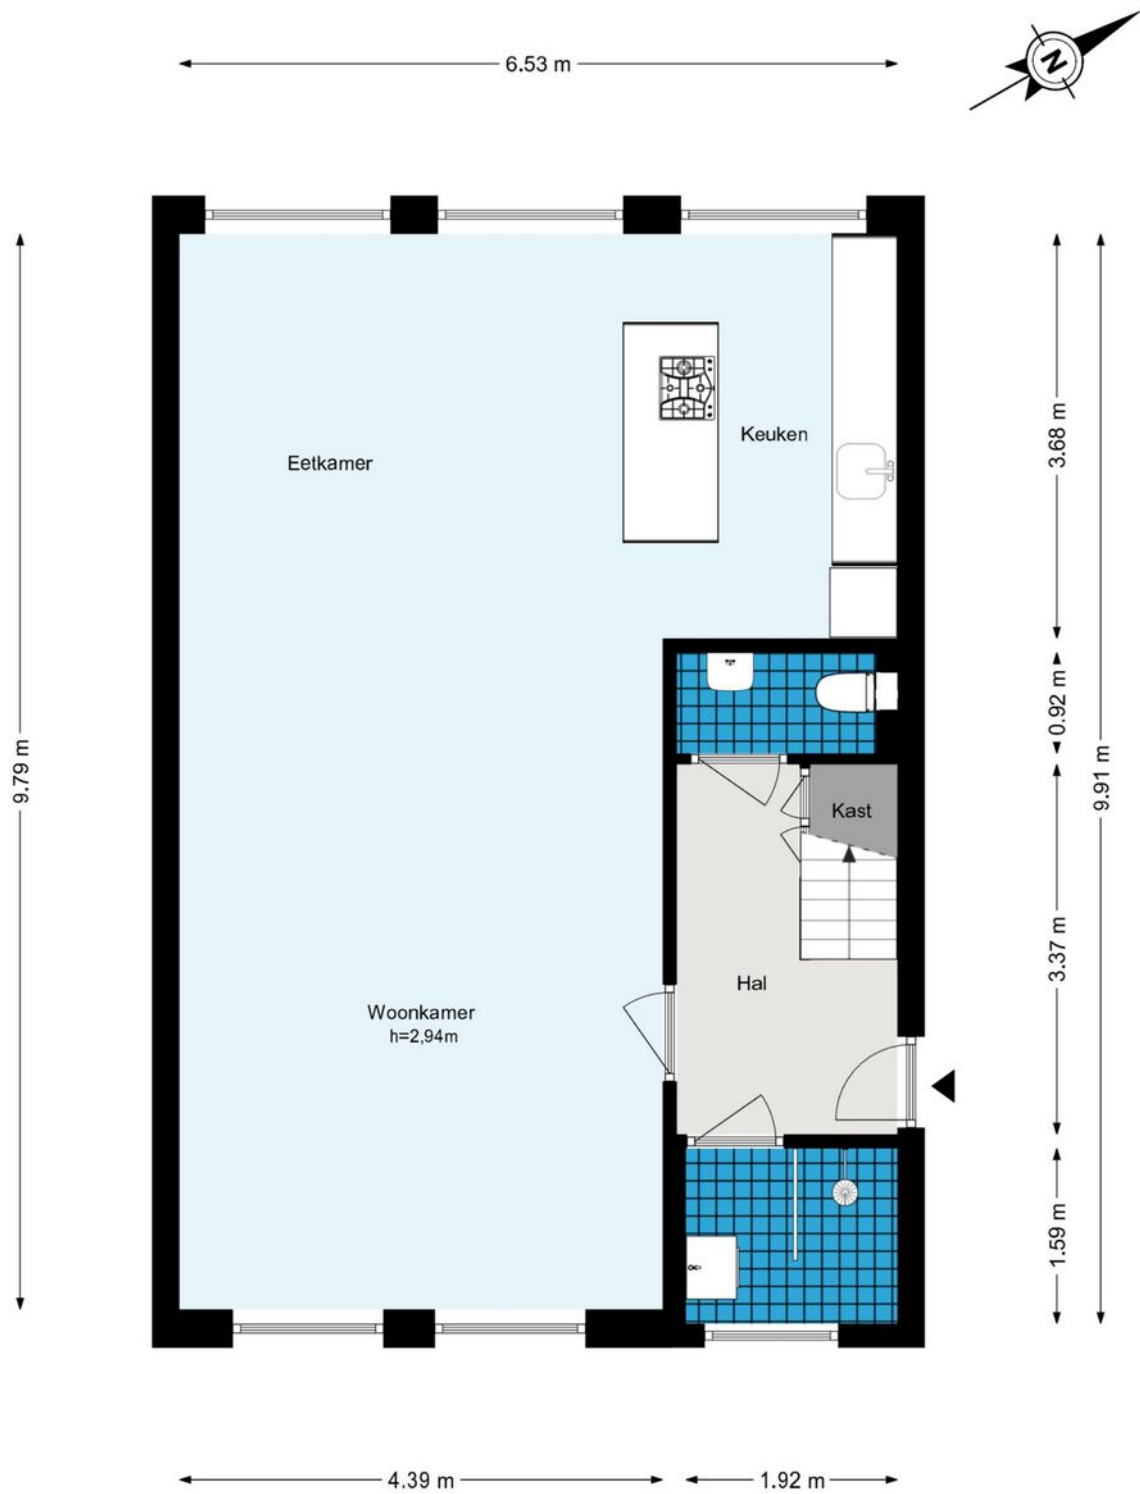 6.53 m
N
Eetkamer
Keuken
3.68 m
0.92 m
9.79 m
9.91 m
Kast
3.37 m
Hal
Woonkamer
h=2,94m
1.59 m
4.39 m
1.92 m